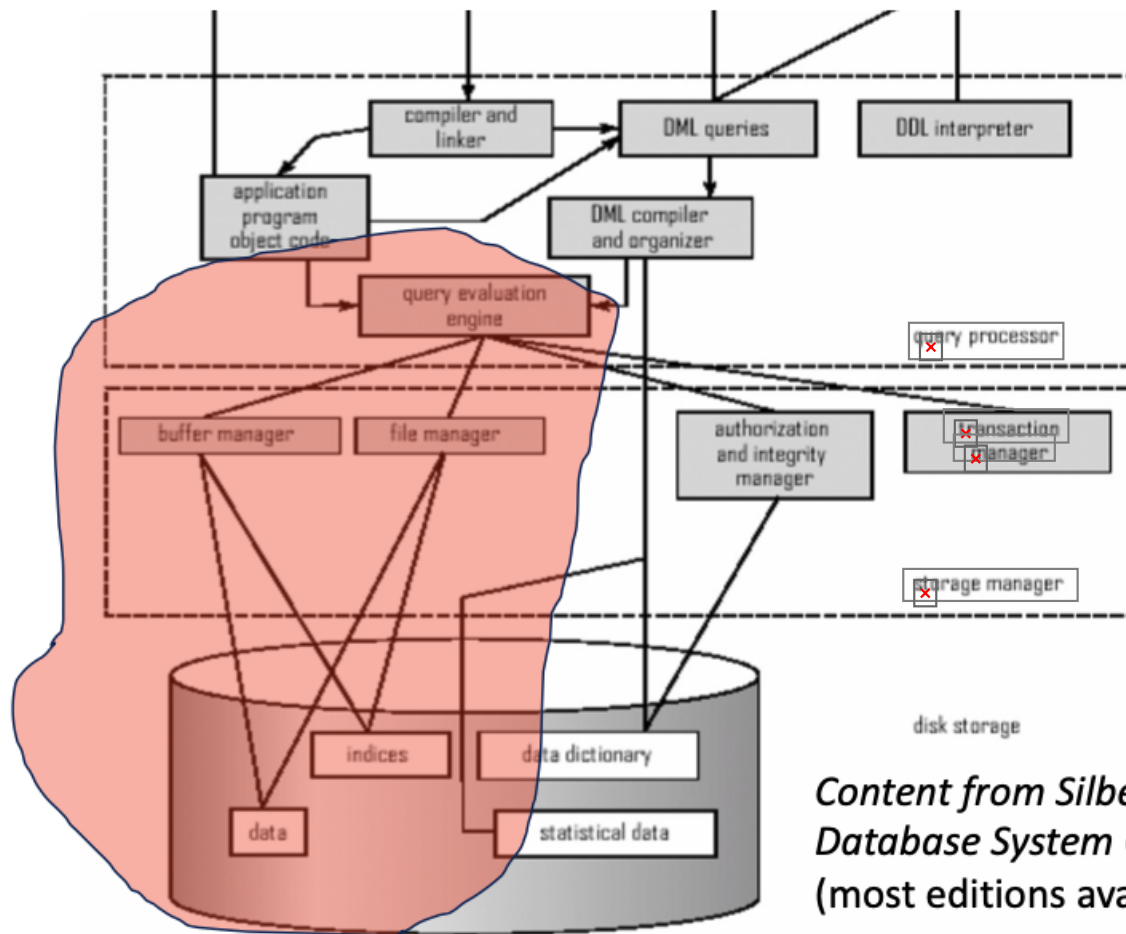 compiler and
linker
DML queries
DDL interpreter
application
program
object code
DML compiler
and organizer
query evaluation
engine
query processor
buffer manager
file manager
authorization
and integrity
manager
transaction
manager
storage manager
disk storage
indices
data dictionary
data
statistical data
Content from Silbe
Database System
(most editions ava